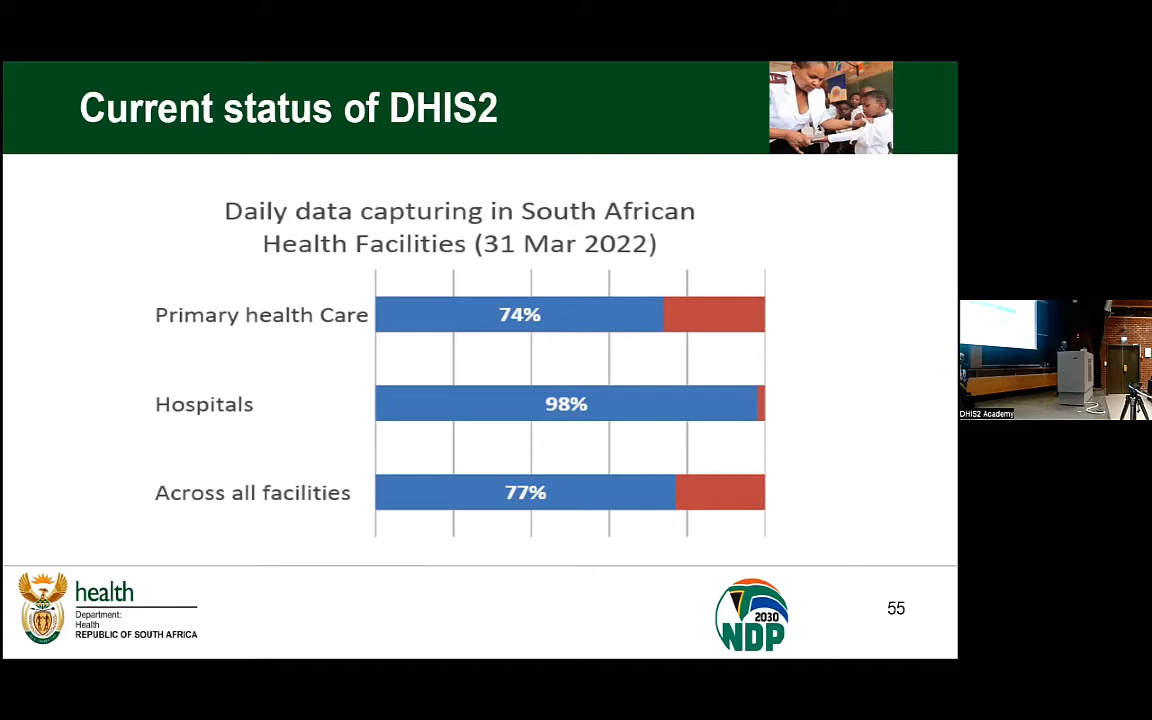 Current status of DHIS2
Daily data capturing in South African
Health Facilities (31 Mar 2022)
Primary health Care
74%
Hospitals
98%
Across all facilities
77%
health
Department:
Health
REPUBLIC OF SOUTH AFRICA
2030
NDP
55
DHIS2 Academy